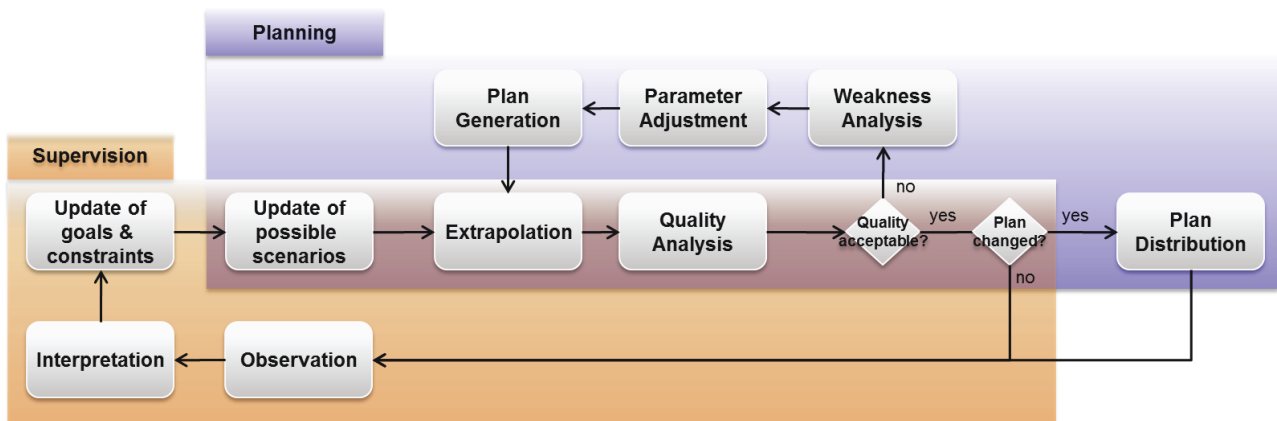 Planning
Plan
Generation
Parameter
Adjustment
Weakness
Analysis
Supervision
Update of
goals &
constraints
Update of
possible
scenarios
Extrapolation
Quality
Analysis
no
Quality
acceptable?
yes
Plan
changed?
yes
no
Plan
Distribution
Interpretation
Observation